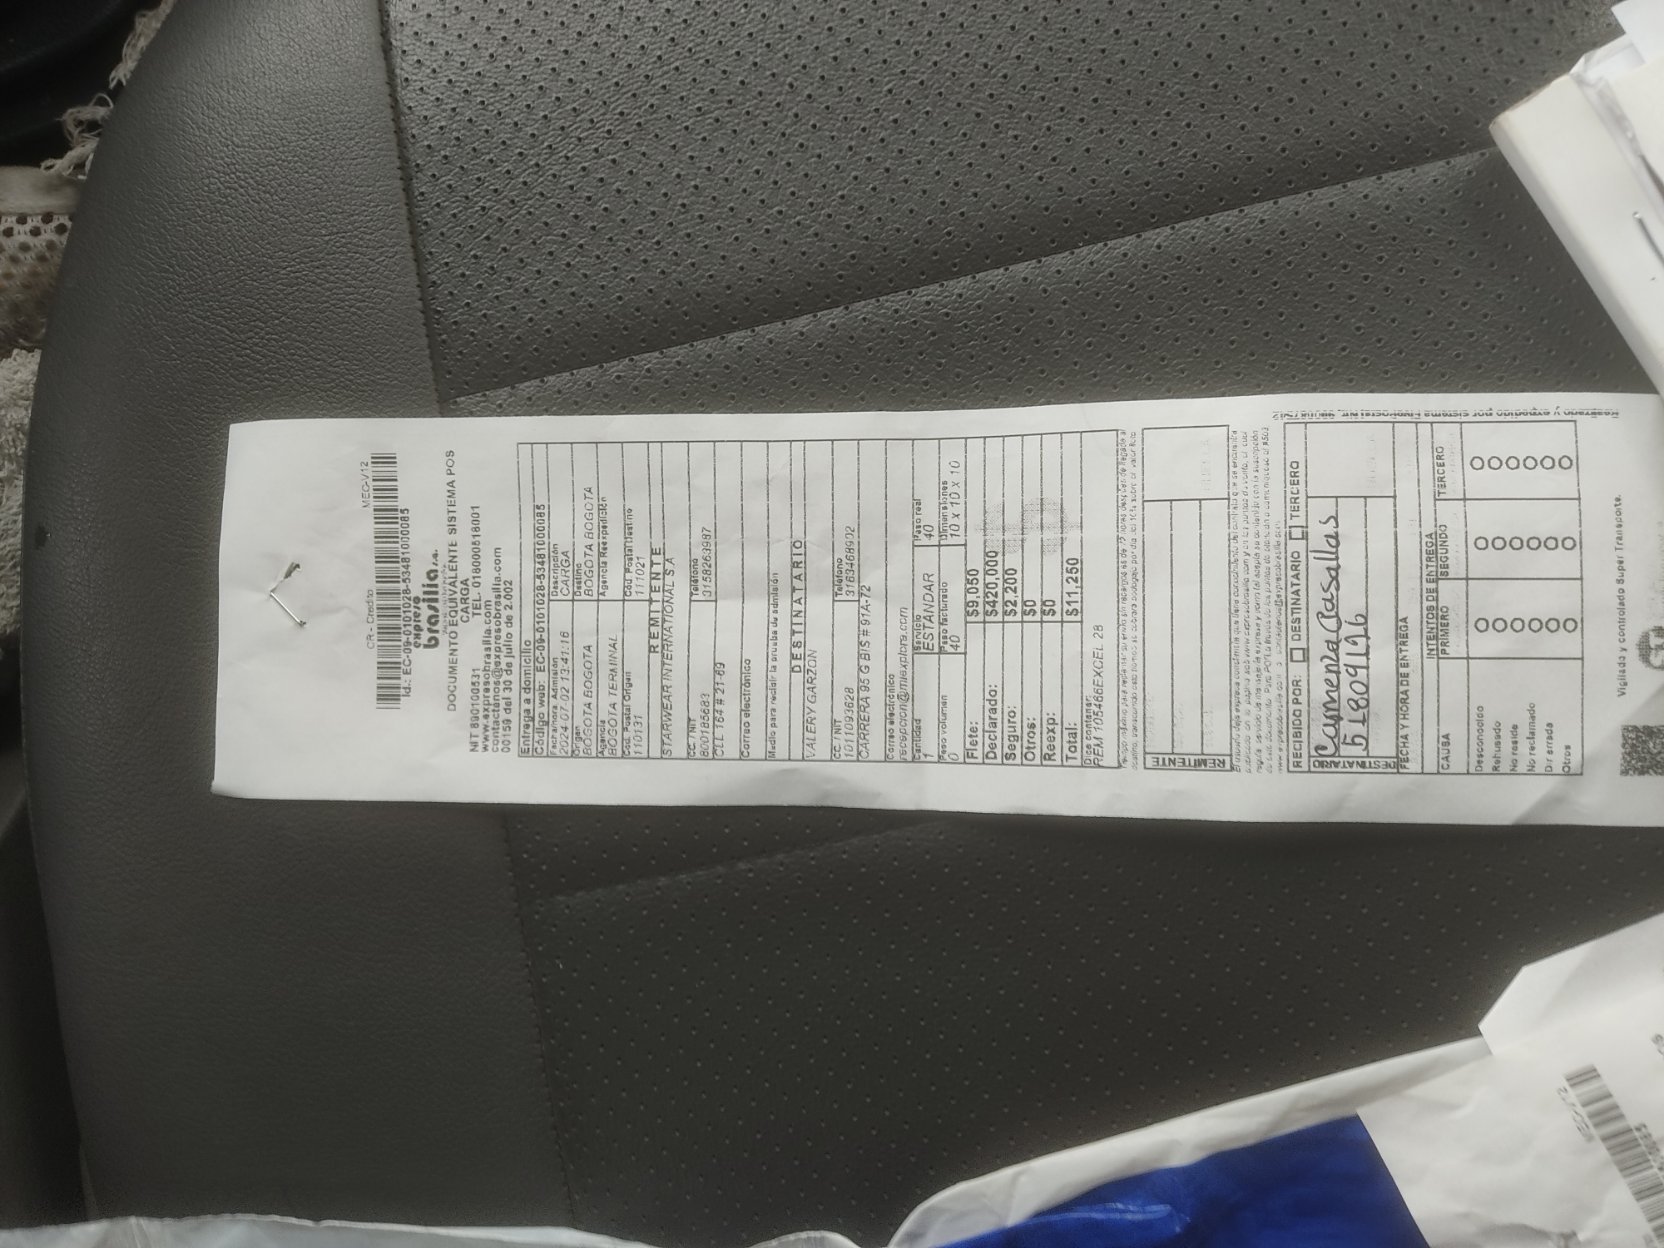 CR - Credito MEC-V12
Id.: EC-09-0101028-53481000085
expreso
brasilia s.a.
DOCUMENTO EQUIVALENTE SISTEMA POS
CARGA
NIT 890100531 TEL. 018000518001
www.expresobrasilia.com
contactenos@expresobrasilia.com
00159 del 30 de julio de 2.002
Entrega a domicilio
Código web: EC-09-0101028-53481000085
Fecha/hora Admisión Descripción
2024-07-02 13:41:16 CARGA
Origen Destino
BOGOTA BOGOTA BOGOTA BOGOTA
Agencia Agencia Reexpedición
BOGOTA TERMINAL
Cód. Postal Origen Cód. Postal Destino
110131 111021
REMITENTE
STARWEAR INTERNATIONAL S.A
CC. / NIT Teléfono
800185683 3158263987
CLL 164 # 21-69
Correo electrónico
Medio para recibir la prueba de admisión
DESTINATARIO
VALERY GARZON
CC. / NIT Teléfono
1011093628 3163468902
CARRERA 95 G BIS # 91A-72
Correo electrónico
recepcion@miexplora.com
Cantidad Servicio Peso real
1 ESTANDAR 40
Peso volumen Peso facturado Dimensiones
0 40 10 x 10 x 10
Flete: $9,050
Declarado: $420,000
Seguro: $2,200
Otros: $0
Reexp: $0
Total: $11,250
Dice contener:
REM 105466EXCEL 28
REMITENTE
RECIBIDO POR: DESTINATARIO TERCERO
DESTINATARIO
Casallas
51809196
FECHA Y HORA DE ENTREGA
INTENTOS DE ENTREGA
CAUSA PRIMERO SEGUNDO TERCERO
Desconocido
Rehusado
No reside
No reclamado
Dir errada
Otros
Vigilado y controlado Super Transporte.